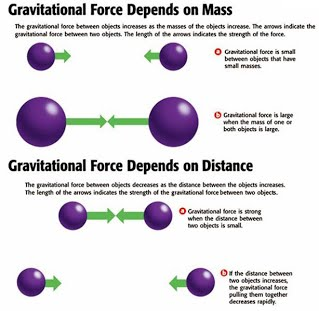 Gravitational Force Depends on Mass
The gravitational force between objects increases as the masses of the objects increase. The arrows indicate the
gravitational force between two objects. The length of the arrows indicates the strength of the force.
a Gravitational force is small
between objects that have
small masses.
b Gravitational force is large
when the mass of one or
both objects is large.
Gravitational Force Depends on Distance
The gravitational force between objects decreases as the distance between the objects increases.
The length of the arrows indicates the strength of the gravitational force between two objects.
a Gravitational force is strong
when the distance between
two objects is small.
b If the distance between
two objects increases,
the gravitational force
pulling them together
decreases rapidly.